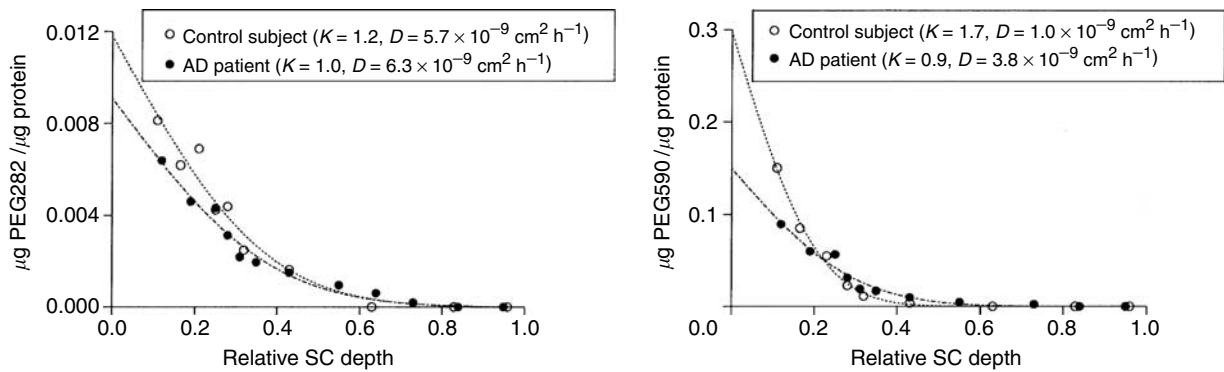 Control subject (K = 1.2, D = 5.7 × 10⁻⁹ cm² h⁻¹)
AD patient (K = 1.0, D = 6.3 × 10⁻⁹ cm² h⁻¹)
µg PEG282/µg protein
0.012
0.008
0.004
0.000
0.0 0.2 0.4 0.6 0.8 1.0
Relative SC depth
Control subject (K = 1.7, D = 1.0 × 10⁻⁹ cm² h⁻¹)
AD patient (K = 0.9, D = 3.8 × 10⁻⁹ cm² h⁻¹)
µg PEG590/µg protein
0.3
0.2
0.1
0.0 0.2 0.4 0.6 0.8 1.0
Relative SC depth